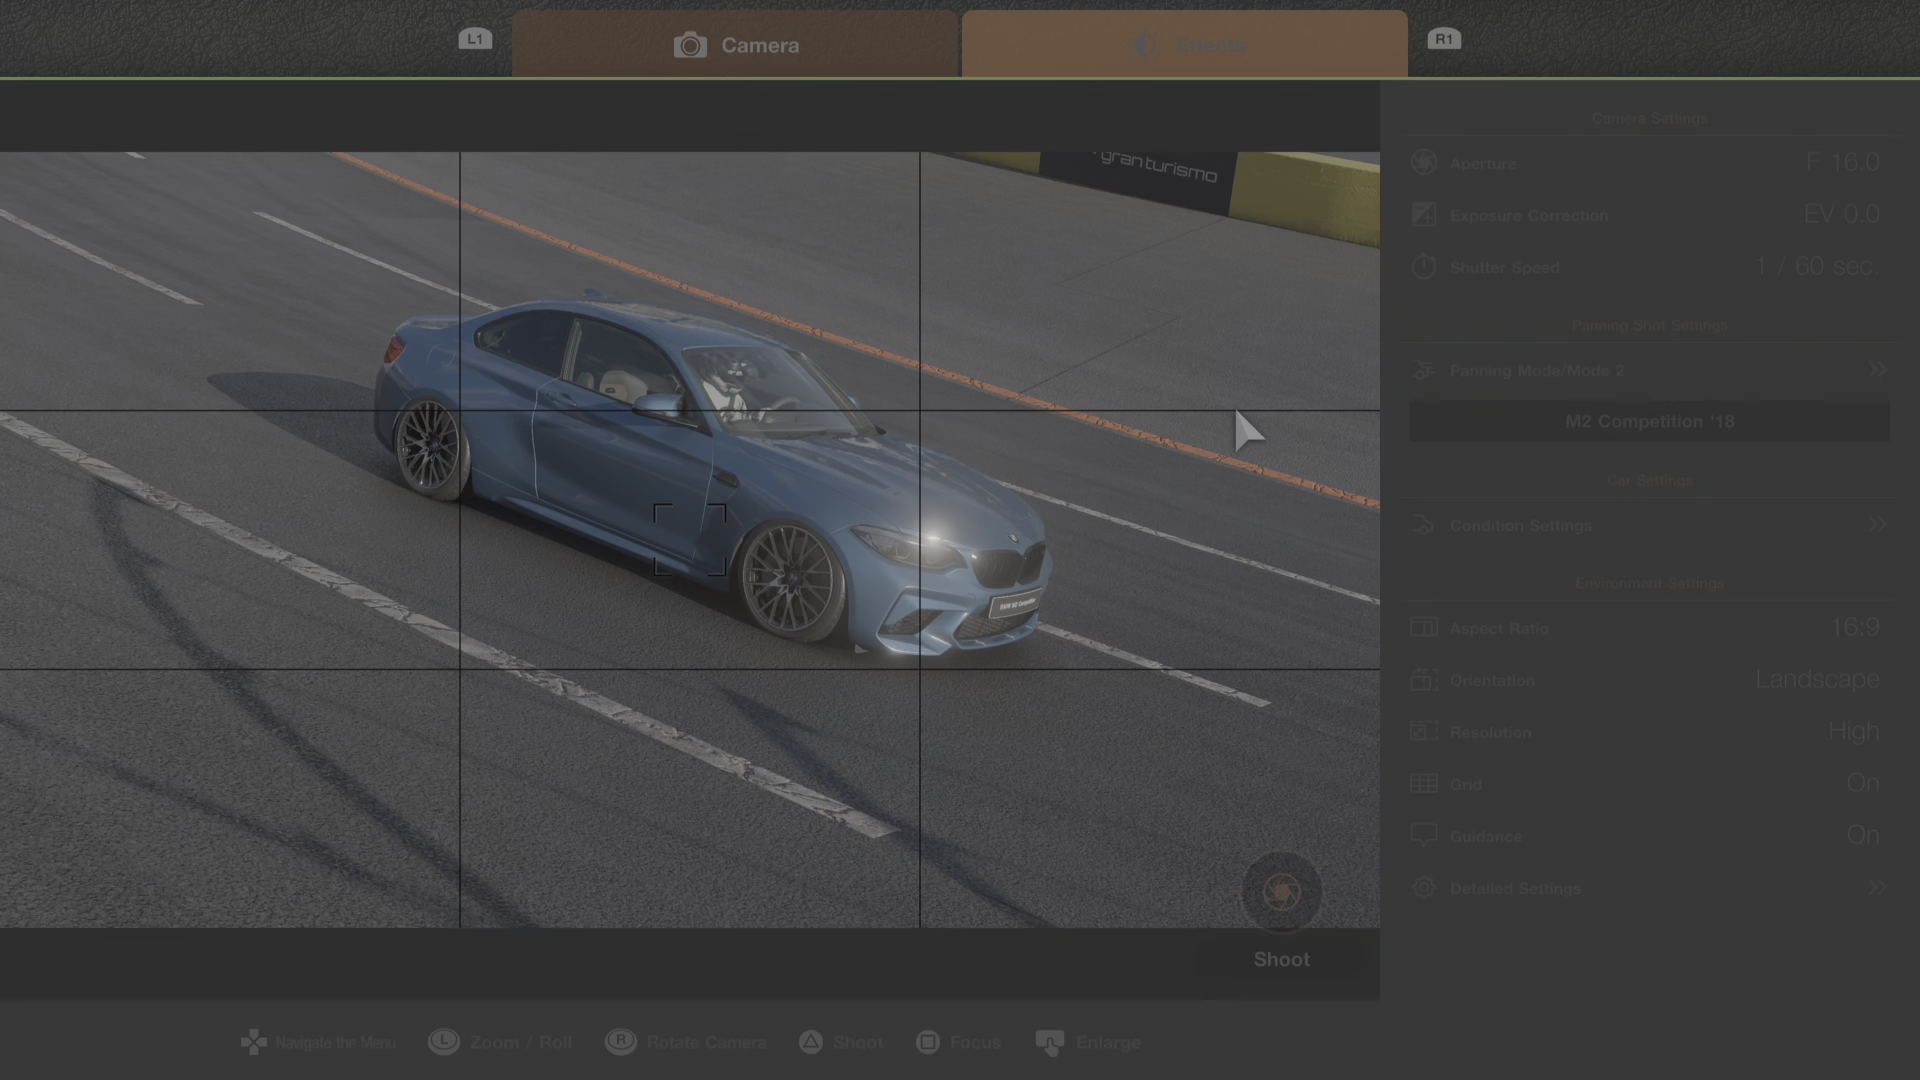 L1
Camera
Effects
R1
gran turismo
Camera Settings
Aperture F 16.0
Exposure Correction EV 0.0
Shutter Speed 1 / 60 sec.
Panning Shot Settings
Panning Mode/Mode 2
M2 Competition '18
Car Settings
Condition Settings
Environment Settings
Aspect Ratio 16:9
Orientation Landscape
Resolution High
Grid On
Guidance On
Detailed Settings
BMW M2 Competition
Shoot
Navigate the Menu L Zoom / Roll R Rotate Camera Shoot Focus Enlarge